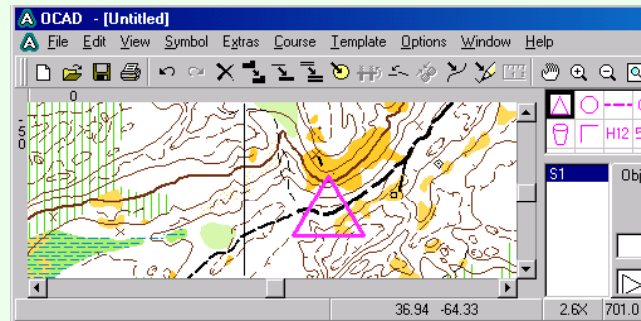 OCAD - [Untitled]
File Edit View Symbol Extras Course Template Options Window Help
0
-50
H12 5
S1 Obj
36.94 -64.33 2.6X 701.0